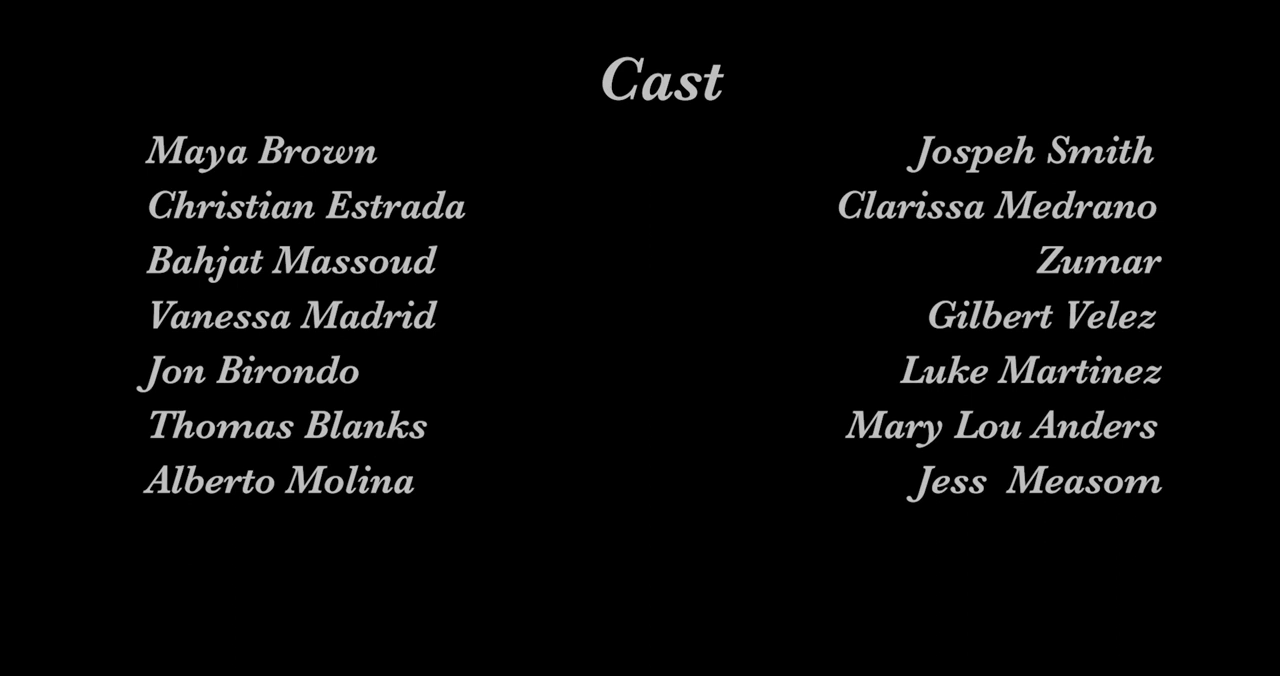 Cast
Maya Brown Jospeh Smith
Christian Estrada Clarissa Medrano
Bahjat Massoud Zumar
Vanessa Madrid Gilbert Velez
Jon Birondo Luke Martinez
Thomas Blanks Mary Lou Anders
Alberto Molina Jess Measom